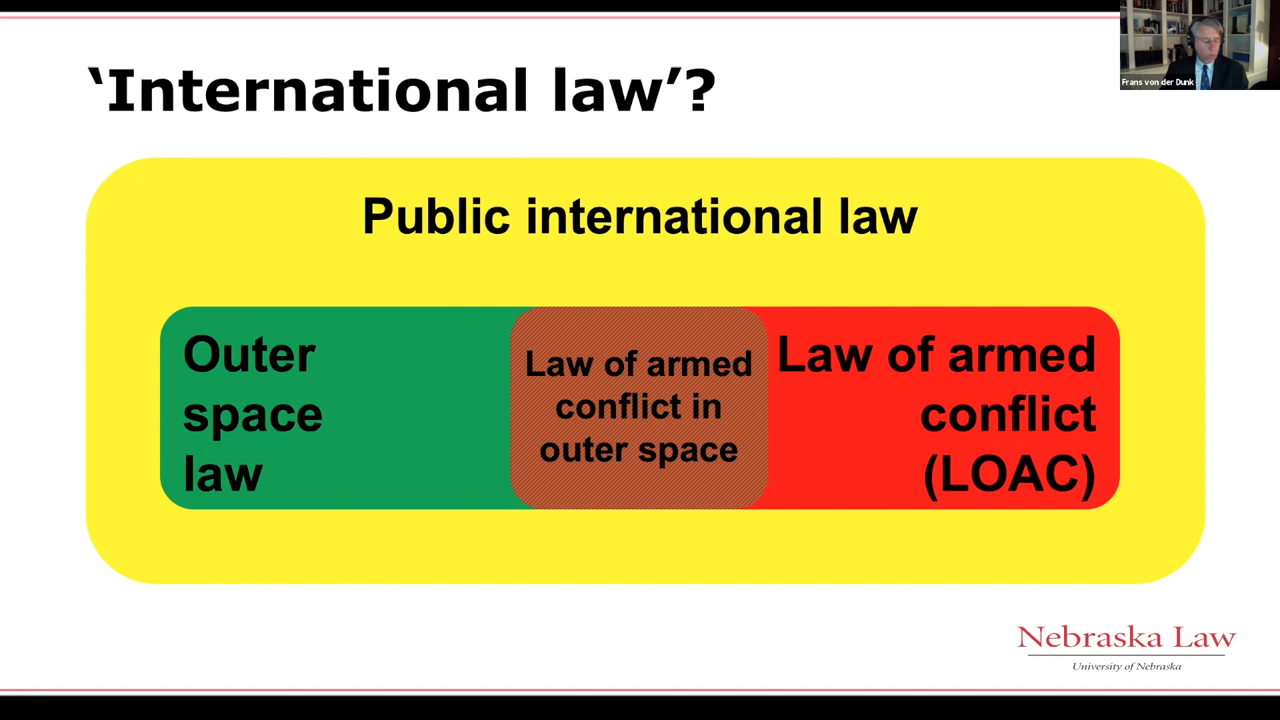 ‘International law’?
Frans von der Dunk
Public international law
Outer
space
law
Law of armed
conflict in
outer space
Law of armed
conflict
(LOAC)
Nebraska Law
University of Nebraska